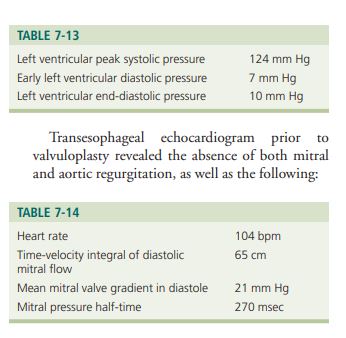 TABLE 7-13
Left ventricular peak systolic pressure 124 mm Hg
Early left ventricular diastolic pressure 7 mm Hg
Left ventricular end-diastolic pressure 10 mm Hg
Transesophageal echocardiogram prior to
valvuloplasty revealed the absence of both mitral
and aortic regurgitation, as well as the following:
TABLE 7-14
Heart rate 104 bpm
Time-velocity integral of diastolic 65 cm
mitral flow
Mean mitral valve gradient in diastole 21 mm Hg
Mitral pressure half-time 270 msec